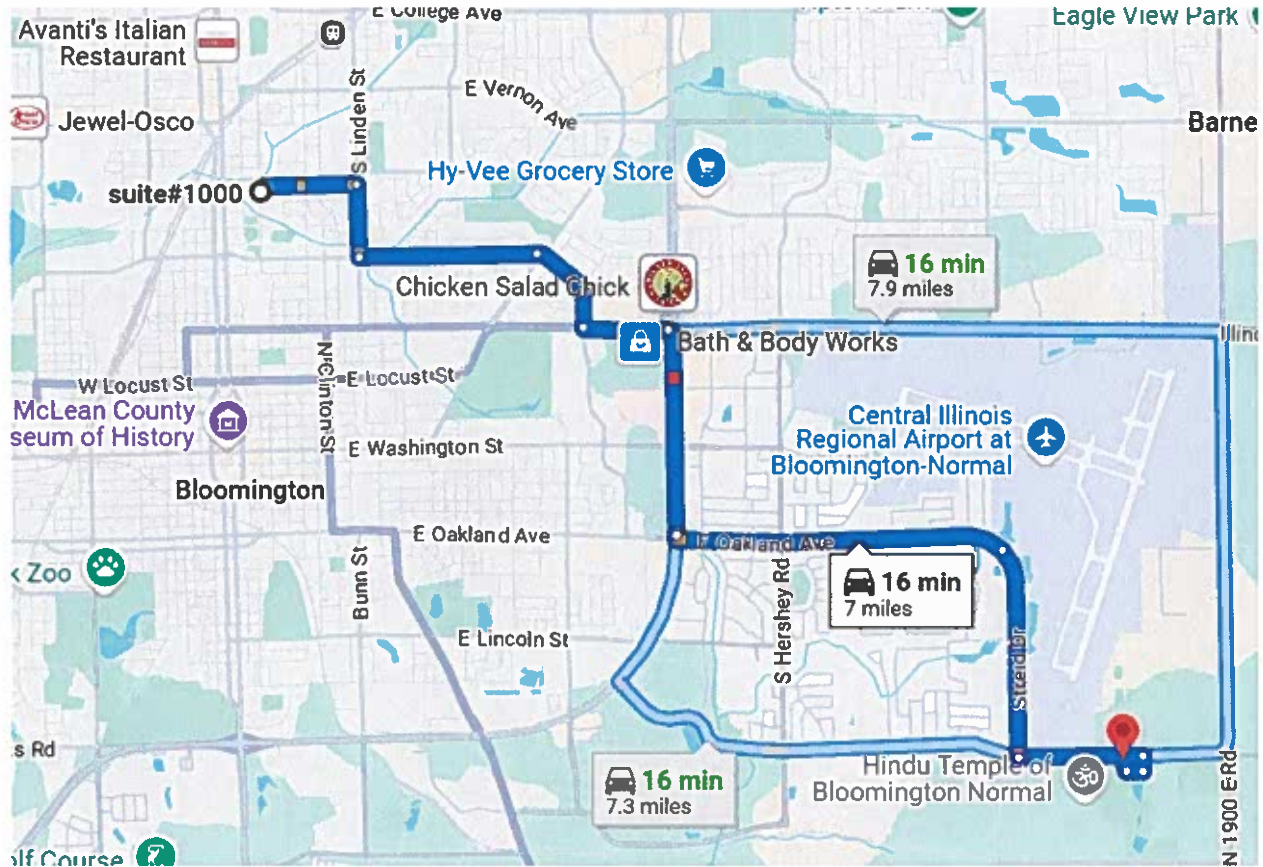 E College Ave
Eagle View Park
Avanti's Italian
Restaurant
S Linden St
E Vernon Ave
Jewel-Osco
Barne
Hy-Vee Grocery Store
suite#1000
16 min
7.9 miles
Chicken Salad Chick
Bath & Body Works
W Locust St
E Locust St
N Clinton St
McLean County
seum of History
E Washington St
Central Illinois
Regional Airport at
Bloomington-Normal
Bloomington
E Oakland Ave
E Oakland Ave
k Zoo
Bunn St
16 min
7 miles
S Hershey Rd
E Lincoln St
s Rd
16 min
7.3 miles
Hindu Temple of
Bloomington Normal
N 1900 E Rd
olf Course